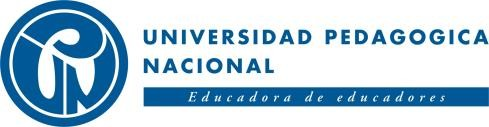 UNIVERSIDAD PEDAGOGICA
NACIONAL
Educadora de educadores